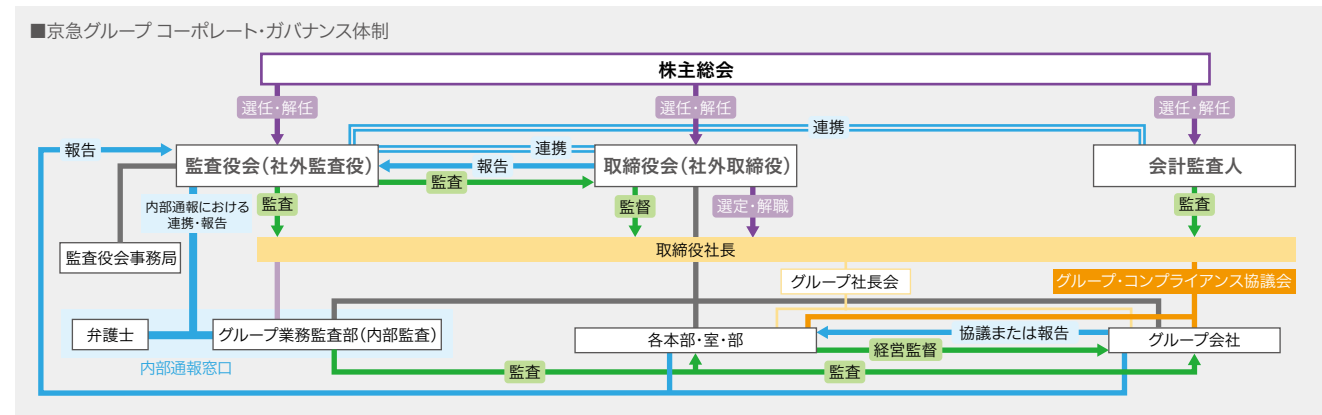 ■京急グループ コーポレート・ガバナンス体制
株主総会
選任・解任
選任・解任
選任・解任
連携
報告
連携
監査役会(社外監査役)
報告
取締役会(社外取締役)
会計監査人
監査
内部通報における
連携・報告
監査
監督
選定・解職
監査
監査役会事務局
取締役社長
グループ社長会
グループ・コンプライアンス協議会
弁護士
グループ業務監査部(内部監査)
各本部・室・部
協議または報告
グループ会社
経営監督
内部通報窓口
監査
監査